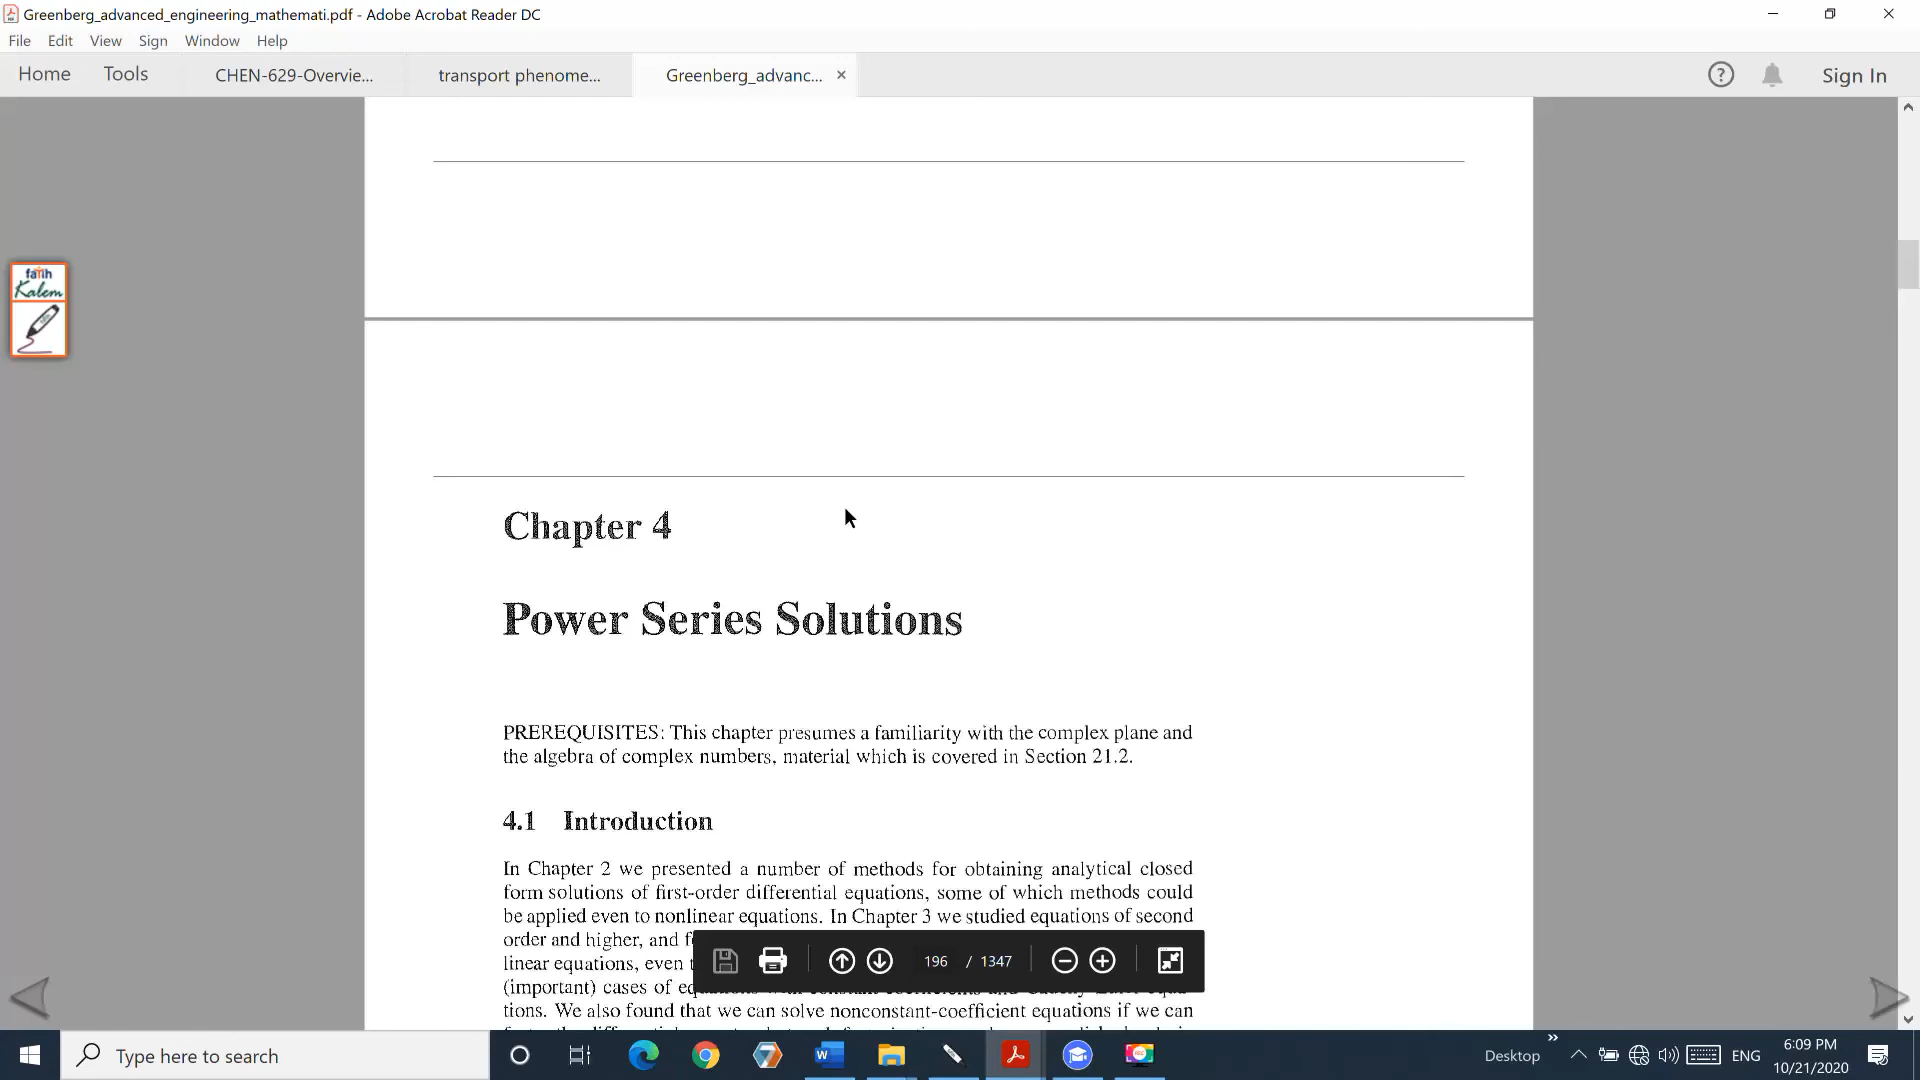 Greenberg_advanced_engineering_mathemati.pdf - Adobe Acrobat Reader DC
File Edit View Sign Window Help
Home Tools CHEN-629-Overvie... transport phenome... Greenberg_advanc... × Sign In
fatih
Kalem
Chapter 4
Power Series Solutions
PREREQUISITES: This chapter presumes a familiarity with the complex plane and
the algebra of complex numbers, material which is covered in Section 21.2.
4.1 Introduction
In Chapter 2 we presented a number of methods for obtaining analytical closed
form solutions of first-order differential equations, some of which methods could
be applied even to nonlinear equations. In Chapter 3 we studied equations of second
order and higher, and f
linear equations, even
(important) cases of
tions. We also found that we can solve nonconstant-coefficient equations if we can
196 / 1347
Type here to search
Desktop
ENG
6:09 PM
10/21/2020